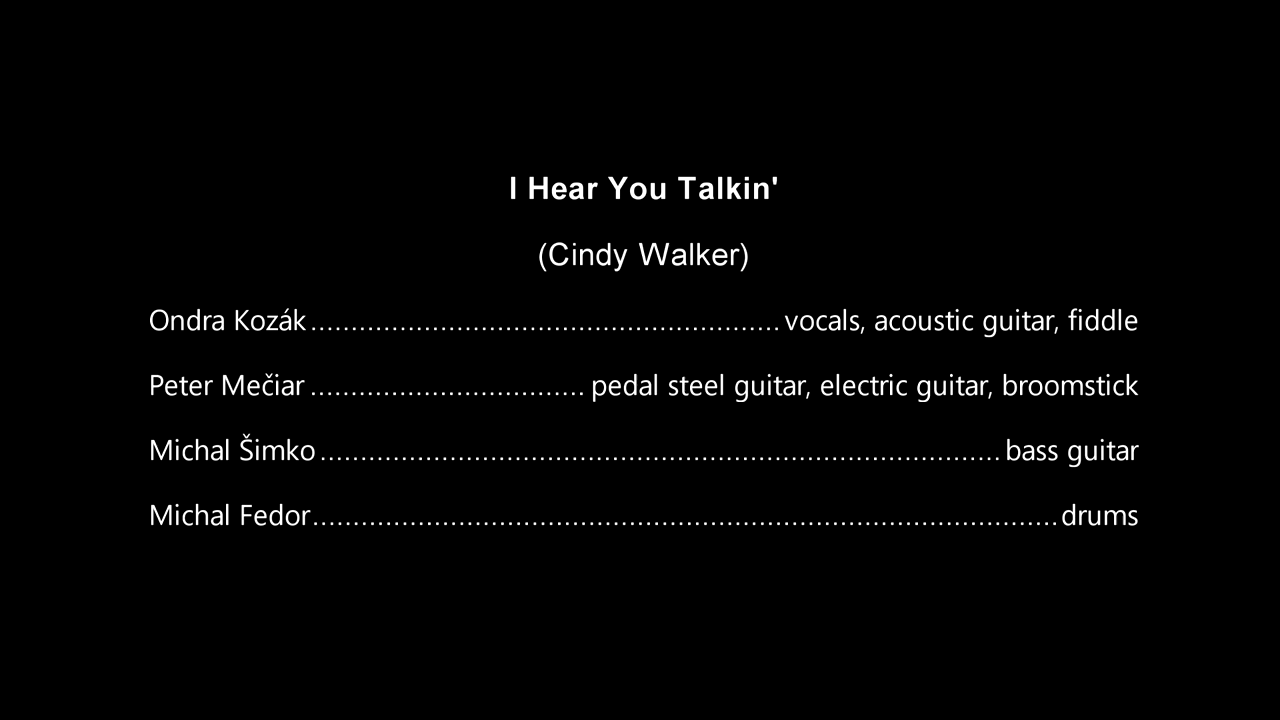 I Hear You Talkin'
(Cindy Walker)
Ondra Kozák.......................................................... vocals, acoustic guitar, fiddle
Peter Mečiar .................................. pedal steel guitar, electric guitar, broomstick
Michal Šimko.................................................................................... bass guitar
Michal Fedor............................................................................................drums